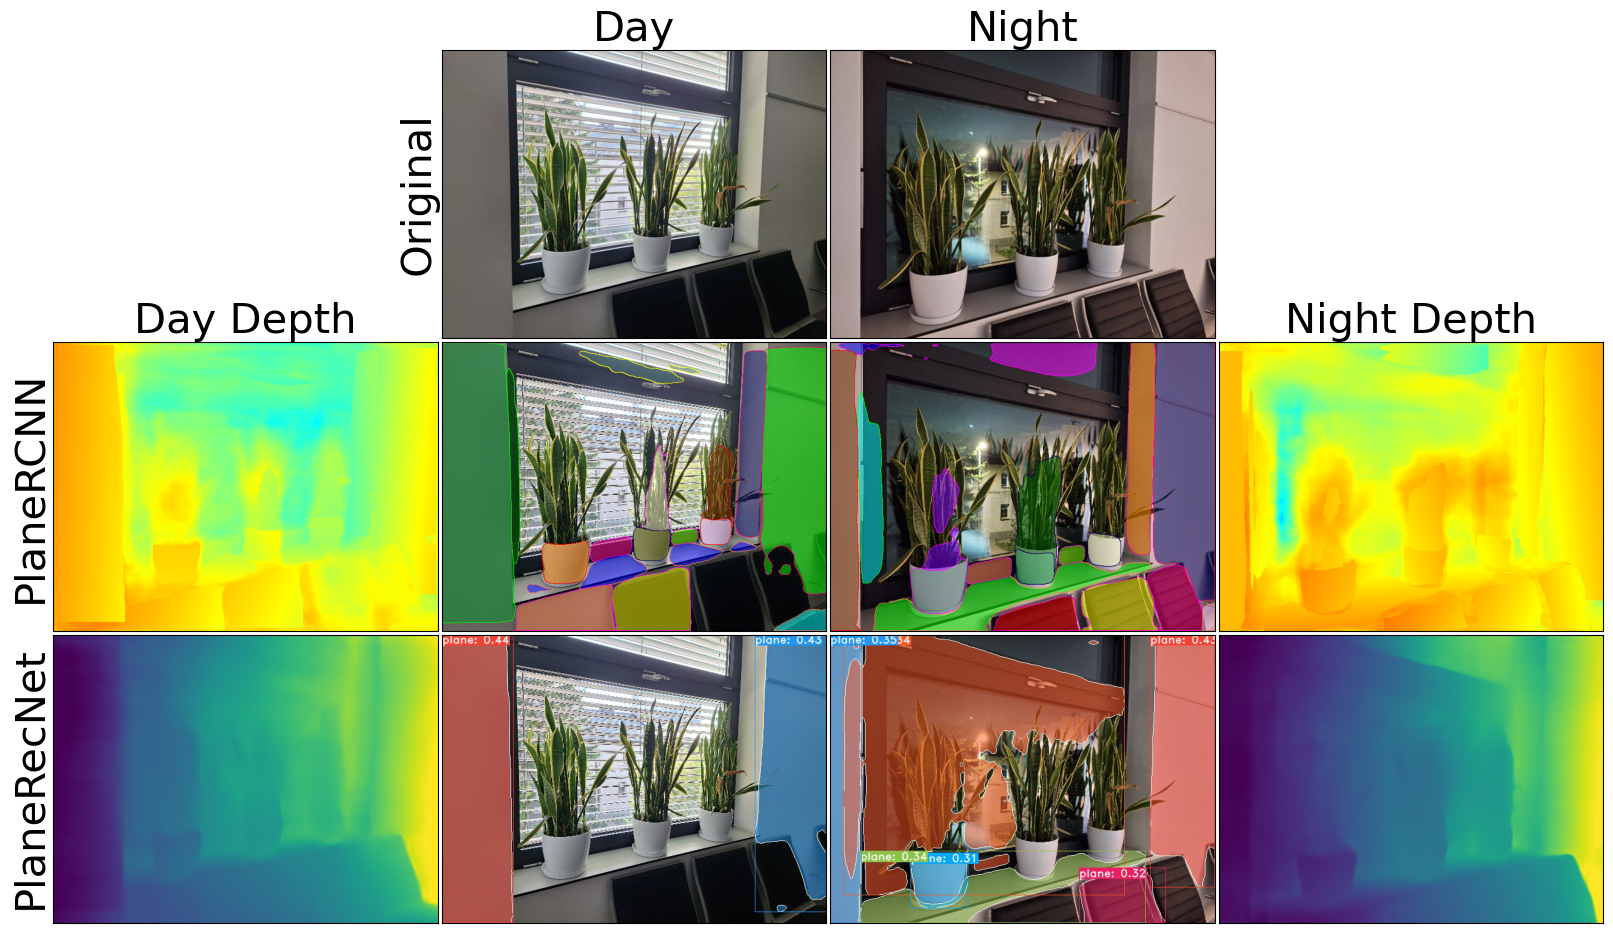 Day
Night
Original
Day Depth
Night Depth
PlaneRCNN
PlaneRecNet
plane: 0.44
plane: 0.43
plane: 0.3534
plane: 0.43
plane: 0.34
ne: 0.31
plane: 0.32